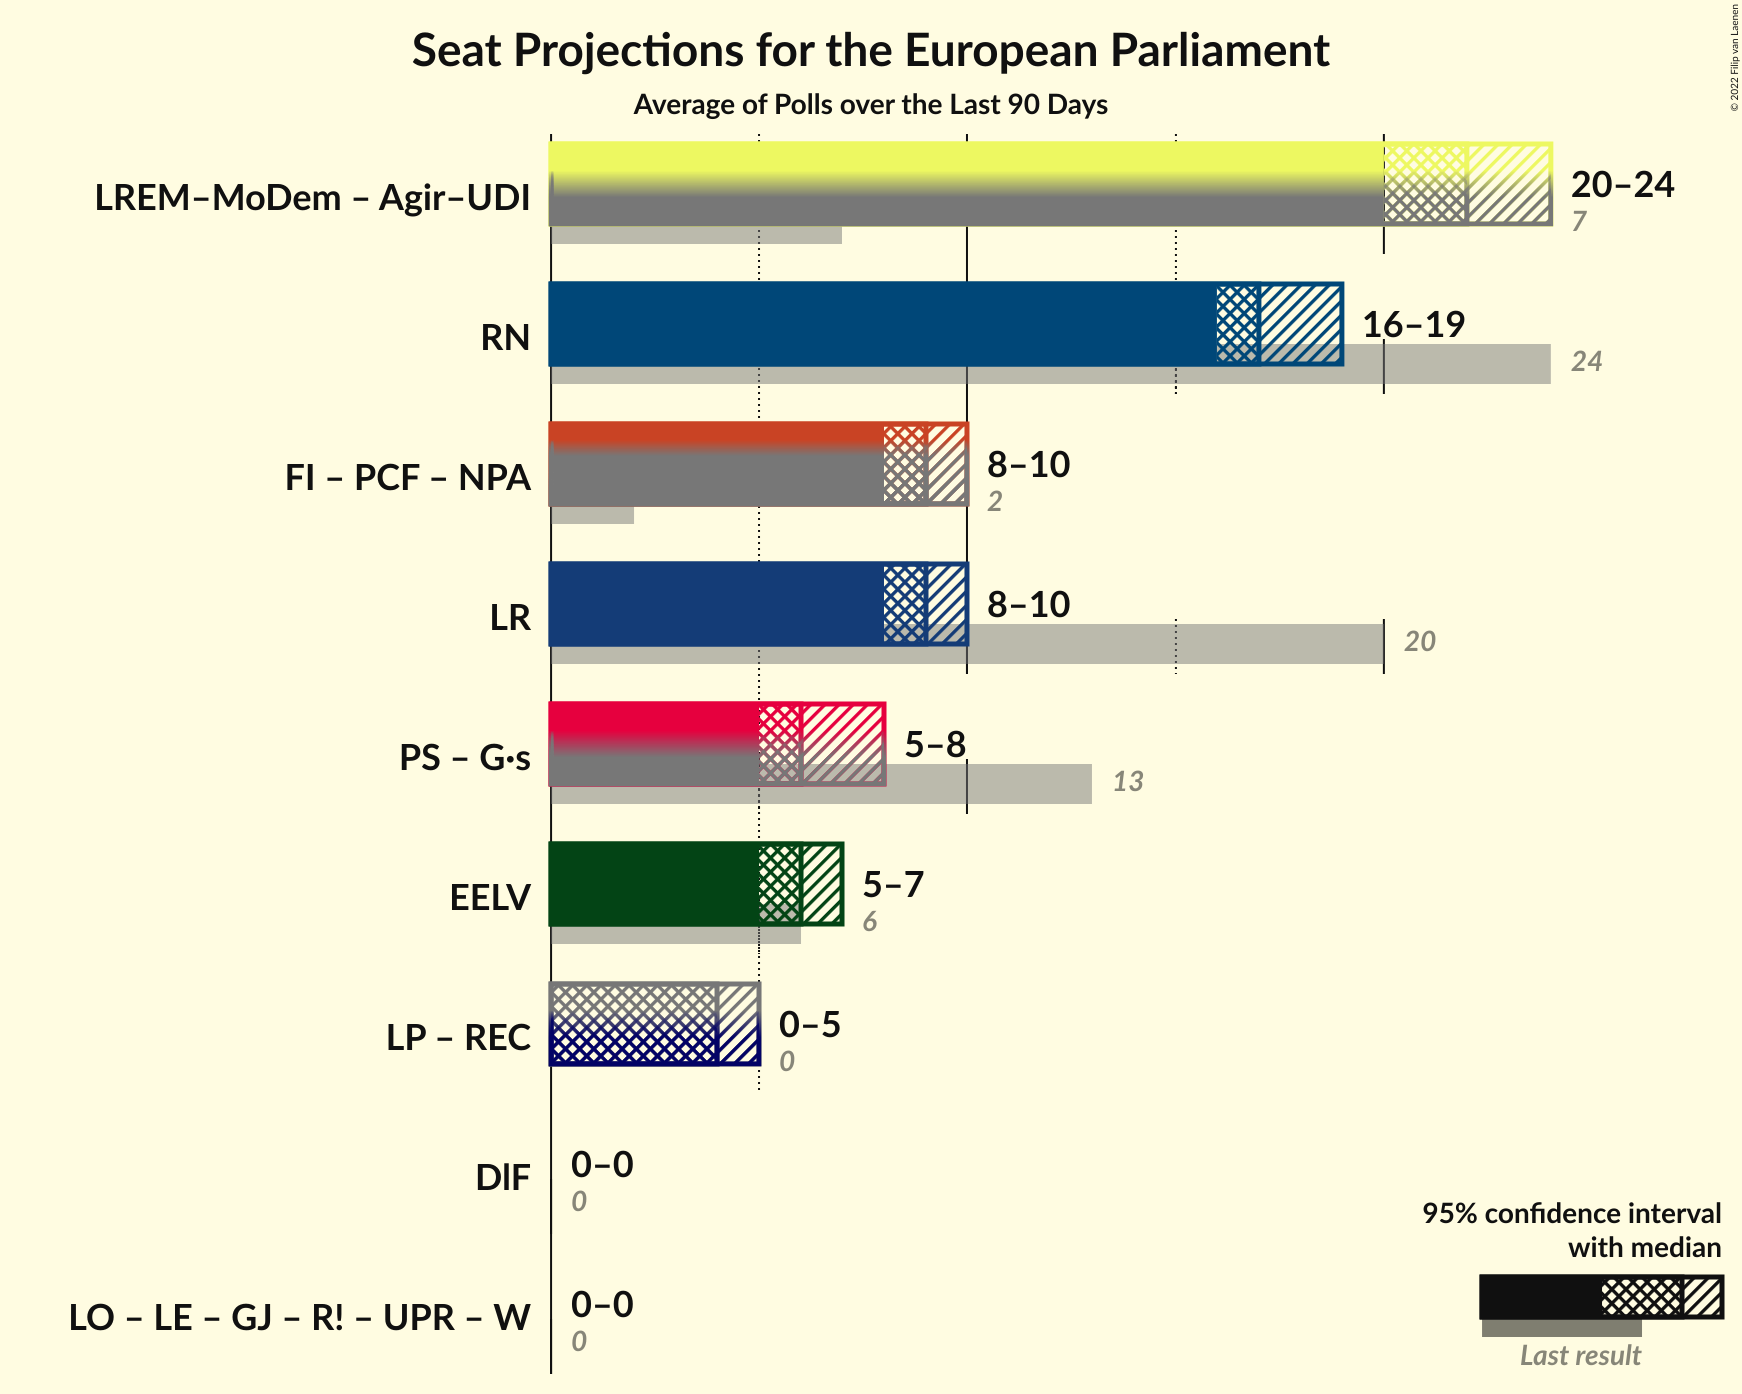 Seat Projections for the European Parliament
Average of Polls over the Last 90 Days
© 2022 Filip van Laenen
LREM–MoDem – Agir–UDI
20–24
7
RN
16–19
24
FI – PCF – NPA
8–10
2
LR
8–10
20
PS – G·s
5–8
13
EELV
5–7
6
LP – REC
0–5
0
DlF
0–0
0
LO – LE – GJ – R! – UPR – W
0–0
0
95% confidence interval
with median
Last result